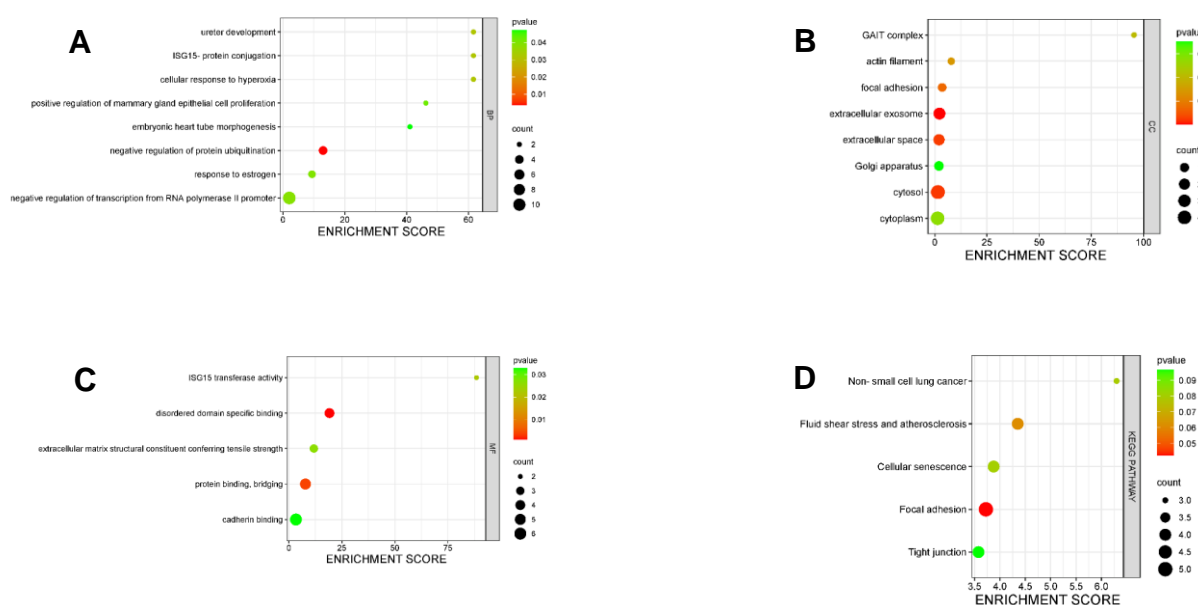 A
ureter development
ISG15- protein conjugation
cellular response to hyperoxia
positive regulation of mammary gland epithelial cell proliferation
embryonic heart tube morphogenesis
negative regulation of protein ubiquitination
response to estrogen
negative regulation of transcription from RNA polymerase II promoter
0 20 40 60
ENRICHMENT SCORE
BP
pvalue
0.04
0.03
0.02
0.01
count
2
4
6
8
10
B
GAIT complex
actin filament
focal adhesion
extracellular exosome
extracellular space
Golgi apparatus
cytosol
cytoplasm
0 25 50 75 100
ENRICHMENT SCORE
CC
pvalue
count
C
ISG15 transferase activity
disordered domain specific binding
extracellular matrix structural constituent conferring tensile strength
protein binding, bridging
cadherin binding
0 25 50 75
ENRICHMENT SCORE
MF
pvalue
0.03
0.02
0.01
count
2
3
4
5
6
D
Non- small cell lung cancer
Fluid shear stress and atherosclerosis
Cellular senescence
Focal adhesion
Tight junction
3.5 4.0 4.5 5.0 5.5 6.0
ENRICHMENT SCORE
KEGG PATHWAY
pvalue
0.09
0.08
0.07
0.06
0.05
count
3.0
3.5
4.0
4.5
5.0